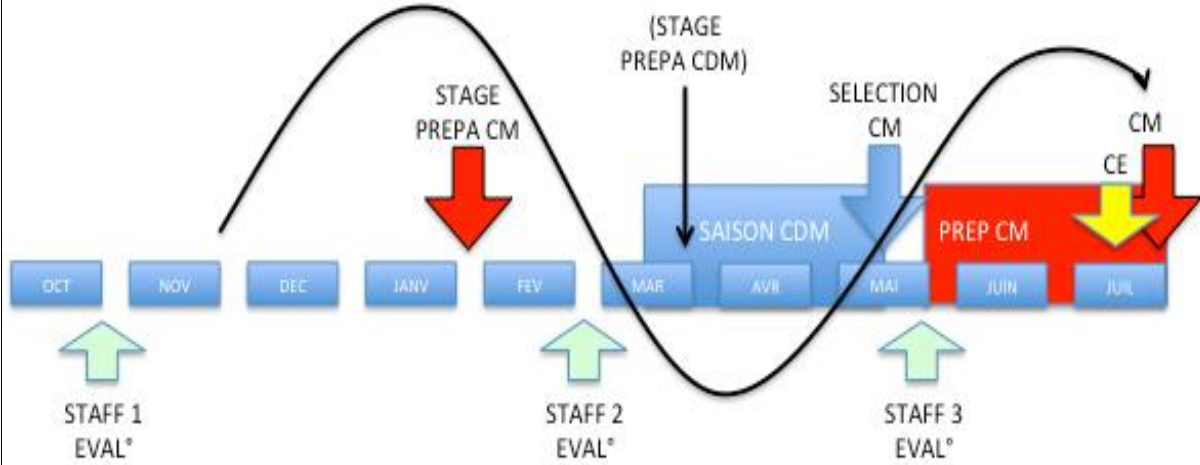 (STAGE
PREPA CDM)
STAGE
PREPA CM
SELECTION
CM
CM
CE
SAISON CDM
PREP CM
OCT
NOV
DEC
JANV
FEV
MAR
AVR
MAI
JUIN
JUIL
STAFF 1
EVAL°
STAFF 2
EVAL°
STAFF 3
EVAL°